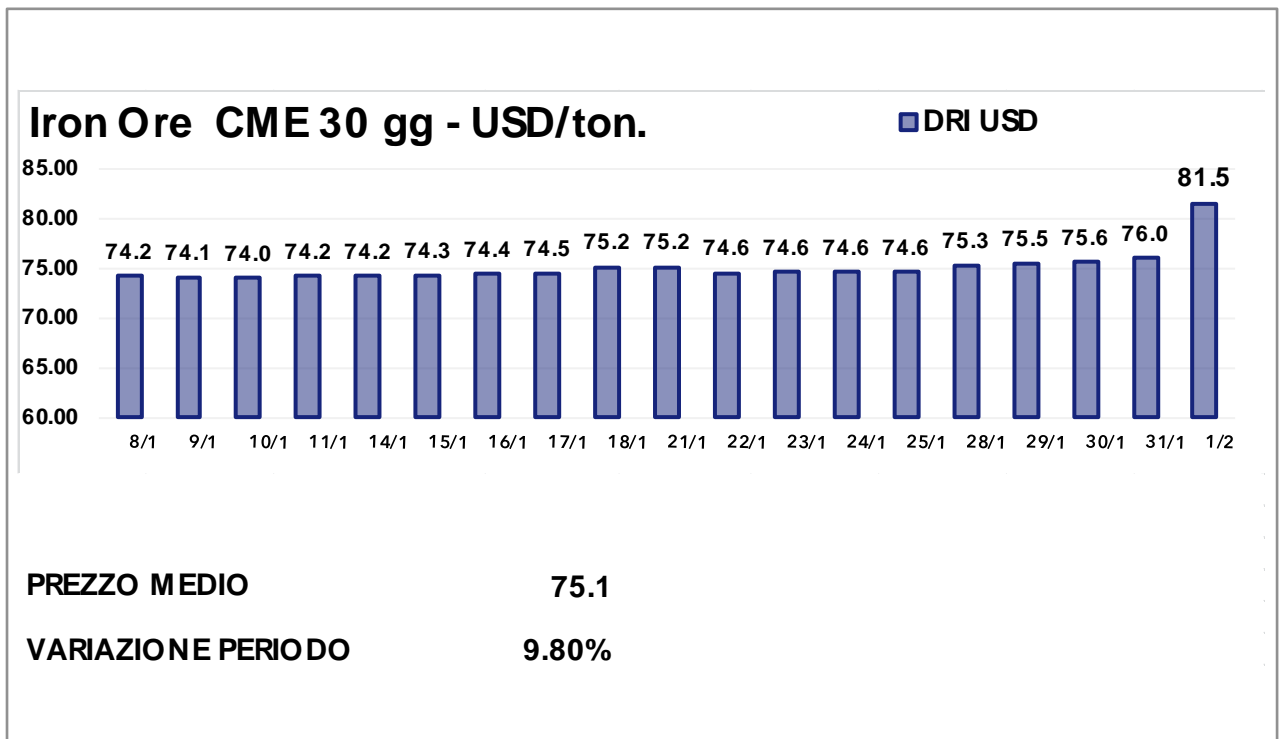 Iron Ore CME 30 gg - USD/ton.
DRI USD
85.00
80.00
75.00
70.00
65.00
60.00
74.2 74.1 74.0 74.2 74.2 74.3 74.4 74.5 75.2 75.2 74.6 74.6 74.6 74.6 75.3 75.5 75.6 76.0 81.5
8/1 9/1 10/1 11/1 14/1 15/1 16/1 17/1 18/1 21/1 22/1 23/1 24/1 25/1 28/1 29/1 30/1 31/1 1/2
PREZZO MEDIO 75.1
VARIAZIONE PERIODO 9.80%